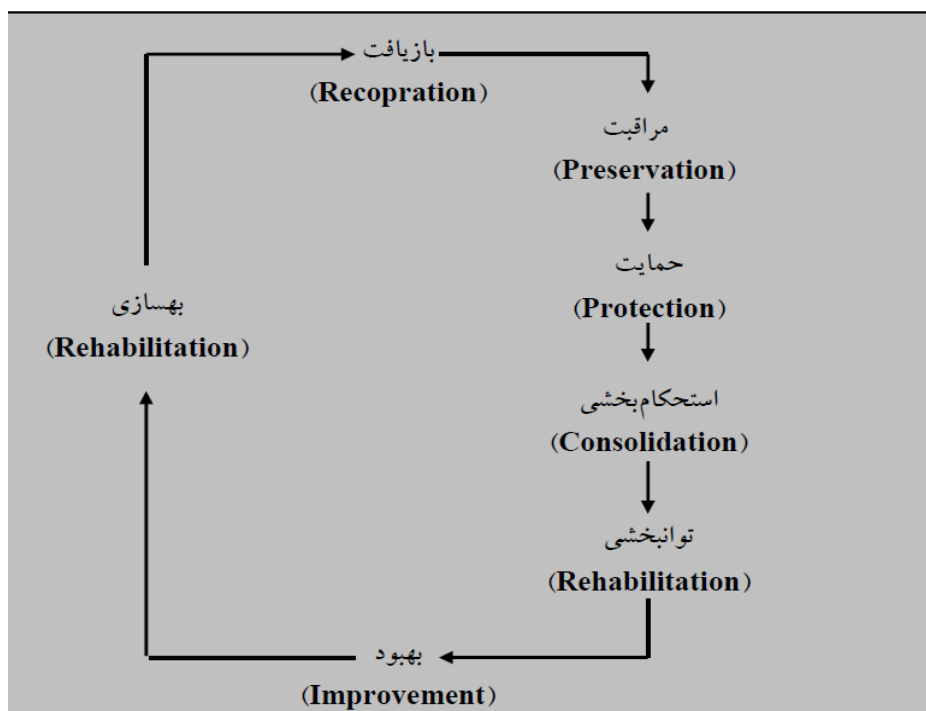 بازیافت
(Recopration)
مراقبت
(Preservation)
حمایت
(Protection)
استحکام‌بخشی
(Consolidation)
توانبخشی
(Rehabilitation)
بهبود
(Improvement)
بهسازی
(Rehabilitation)